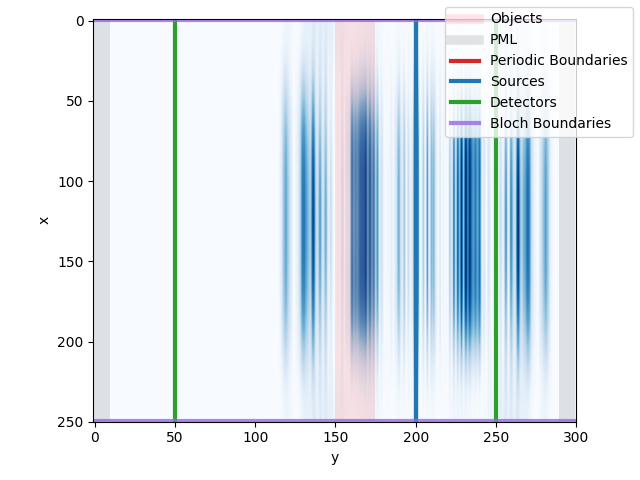 Objects
PML
Periodic Boundaries
Sources
Detectors
Bloch Boundaries
0
50
100
150
200
250
x
0
50
100
150
200
250
300
y